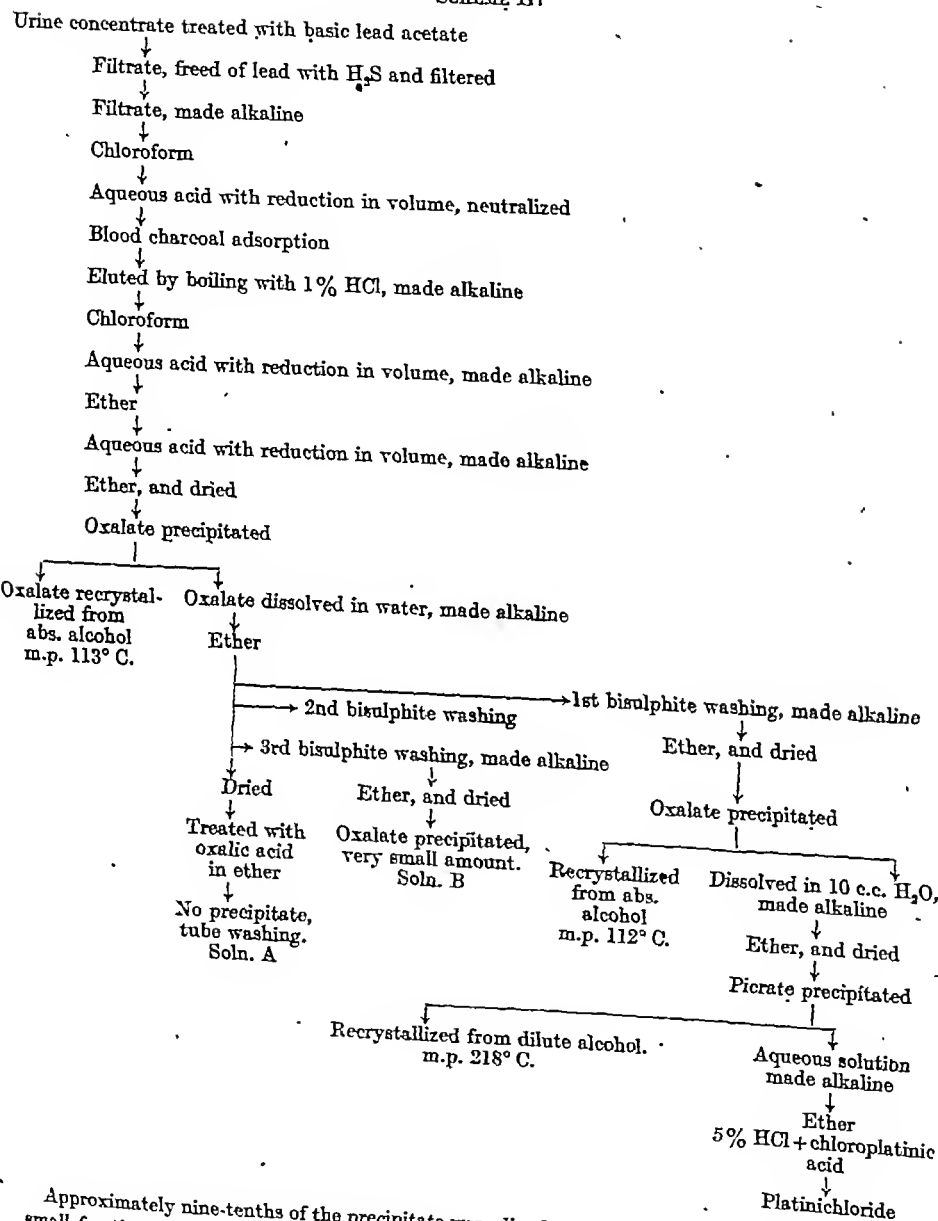 Urine concentrate treated with basic lead acetate
Filtrate, freed of lead with H₂S and filtered
Filtrate, made alkaline
Chloroform
Aqueous acid with reduction in volume, neutralized
Blood charcoal adsorption
Eluted by boiling with 1% HCl, made alkaline
Chloroform
Aqueous acid with reduction in volume, made alkaline
Ether
Aqueous acid with reduction in volume, made alkaline
Ether, and dried
Oxalate precipitated
Oxalate recrystal-
lized from
abs. alcohol
m.p. 113° C.
Oxalate dissolved in water, made alkaline
Ether
1st bisulphite washing, made alkaline
2nd bisulphite washing
3rd bisulphite washing, made alkaline
Dried
Treated with
oxalic acid
in ether
No precipitate,
tube washing.
Soln. A
Ether, and dried
Oxalate precipitated,
very small amount.
Soln. B
Ether, and dried
Oxalate precipitated
Recrystallized
from abs.
alcohol
m.p. 112° C.
Dissolved in 10 c.c. H₂O,
made alkaline
Ether, and dried
Picrate precipitated
Recrystallized from dilute alcohol.
m.p. 218° C.
Aqueous solution
made alkaline
Ether
5% HCl + chloroplatinic
acid
Platinichloride
Approximately nine-tenths of the precipitate